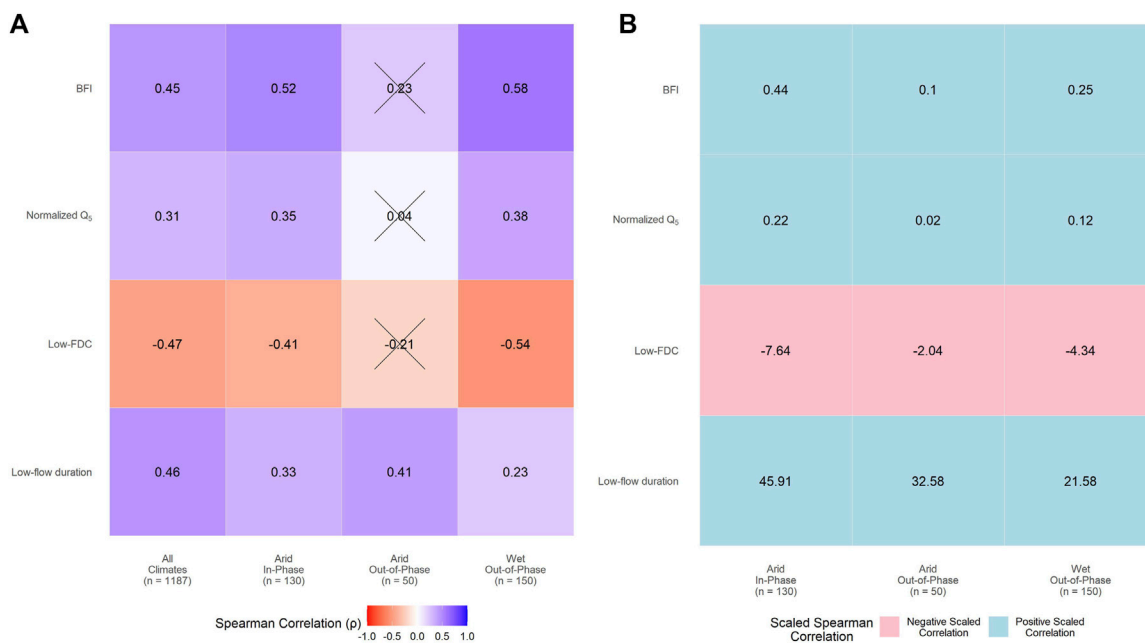 A
BFI
0.45
0.52
0.23
0.58
Normalized Q₅
0.31
0.35
0.04
0.38
Low-FDC
-0.47
-0.41
-0.21
-0.54
Low-flow duration
0.46
0.33
0.41
0.23
All
Climates
(n = 1187)
Arid
In-Phase
(n = 130)
Arid
Out-of-Phase
(n = 50)
Wet
Out-of-Phase
(n = 150)
Spearman Correlation (ρ)
-1.0 -0.5 0.0 0.5 1.0
B
BFI
0.44
0.1
0.25
Normalized Q₅
0.22
0.02
0.12
Low-FDC
-7.64
-2.04
-4.34
Low-flow duration
45.91
32.58
21.58
Arid
In-Phase
(n = 130)
Arid
Out-of-Phase
(n = 50)
Wet
Out-of-Phase
(n = 150)
Scaled Spearman
Correlation
Negative Scaled
Correlation
Positive Scaled
Correlation